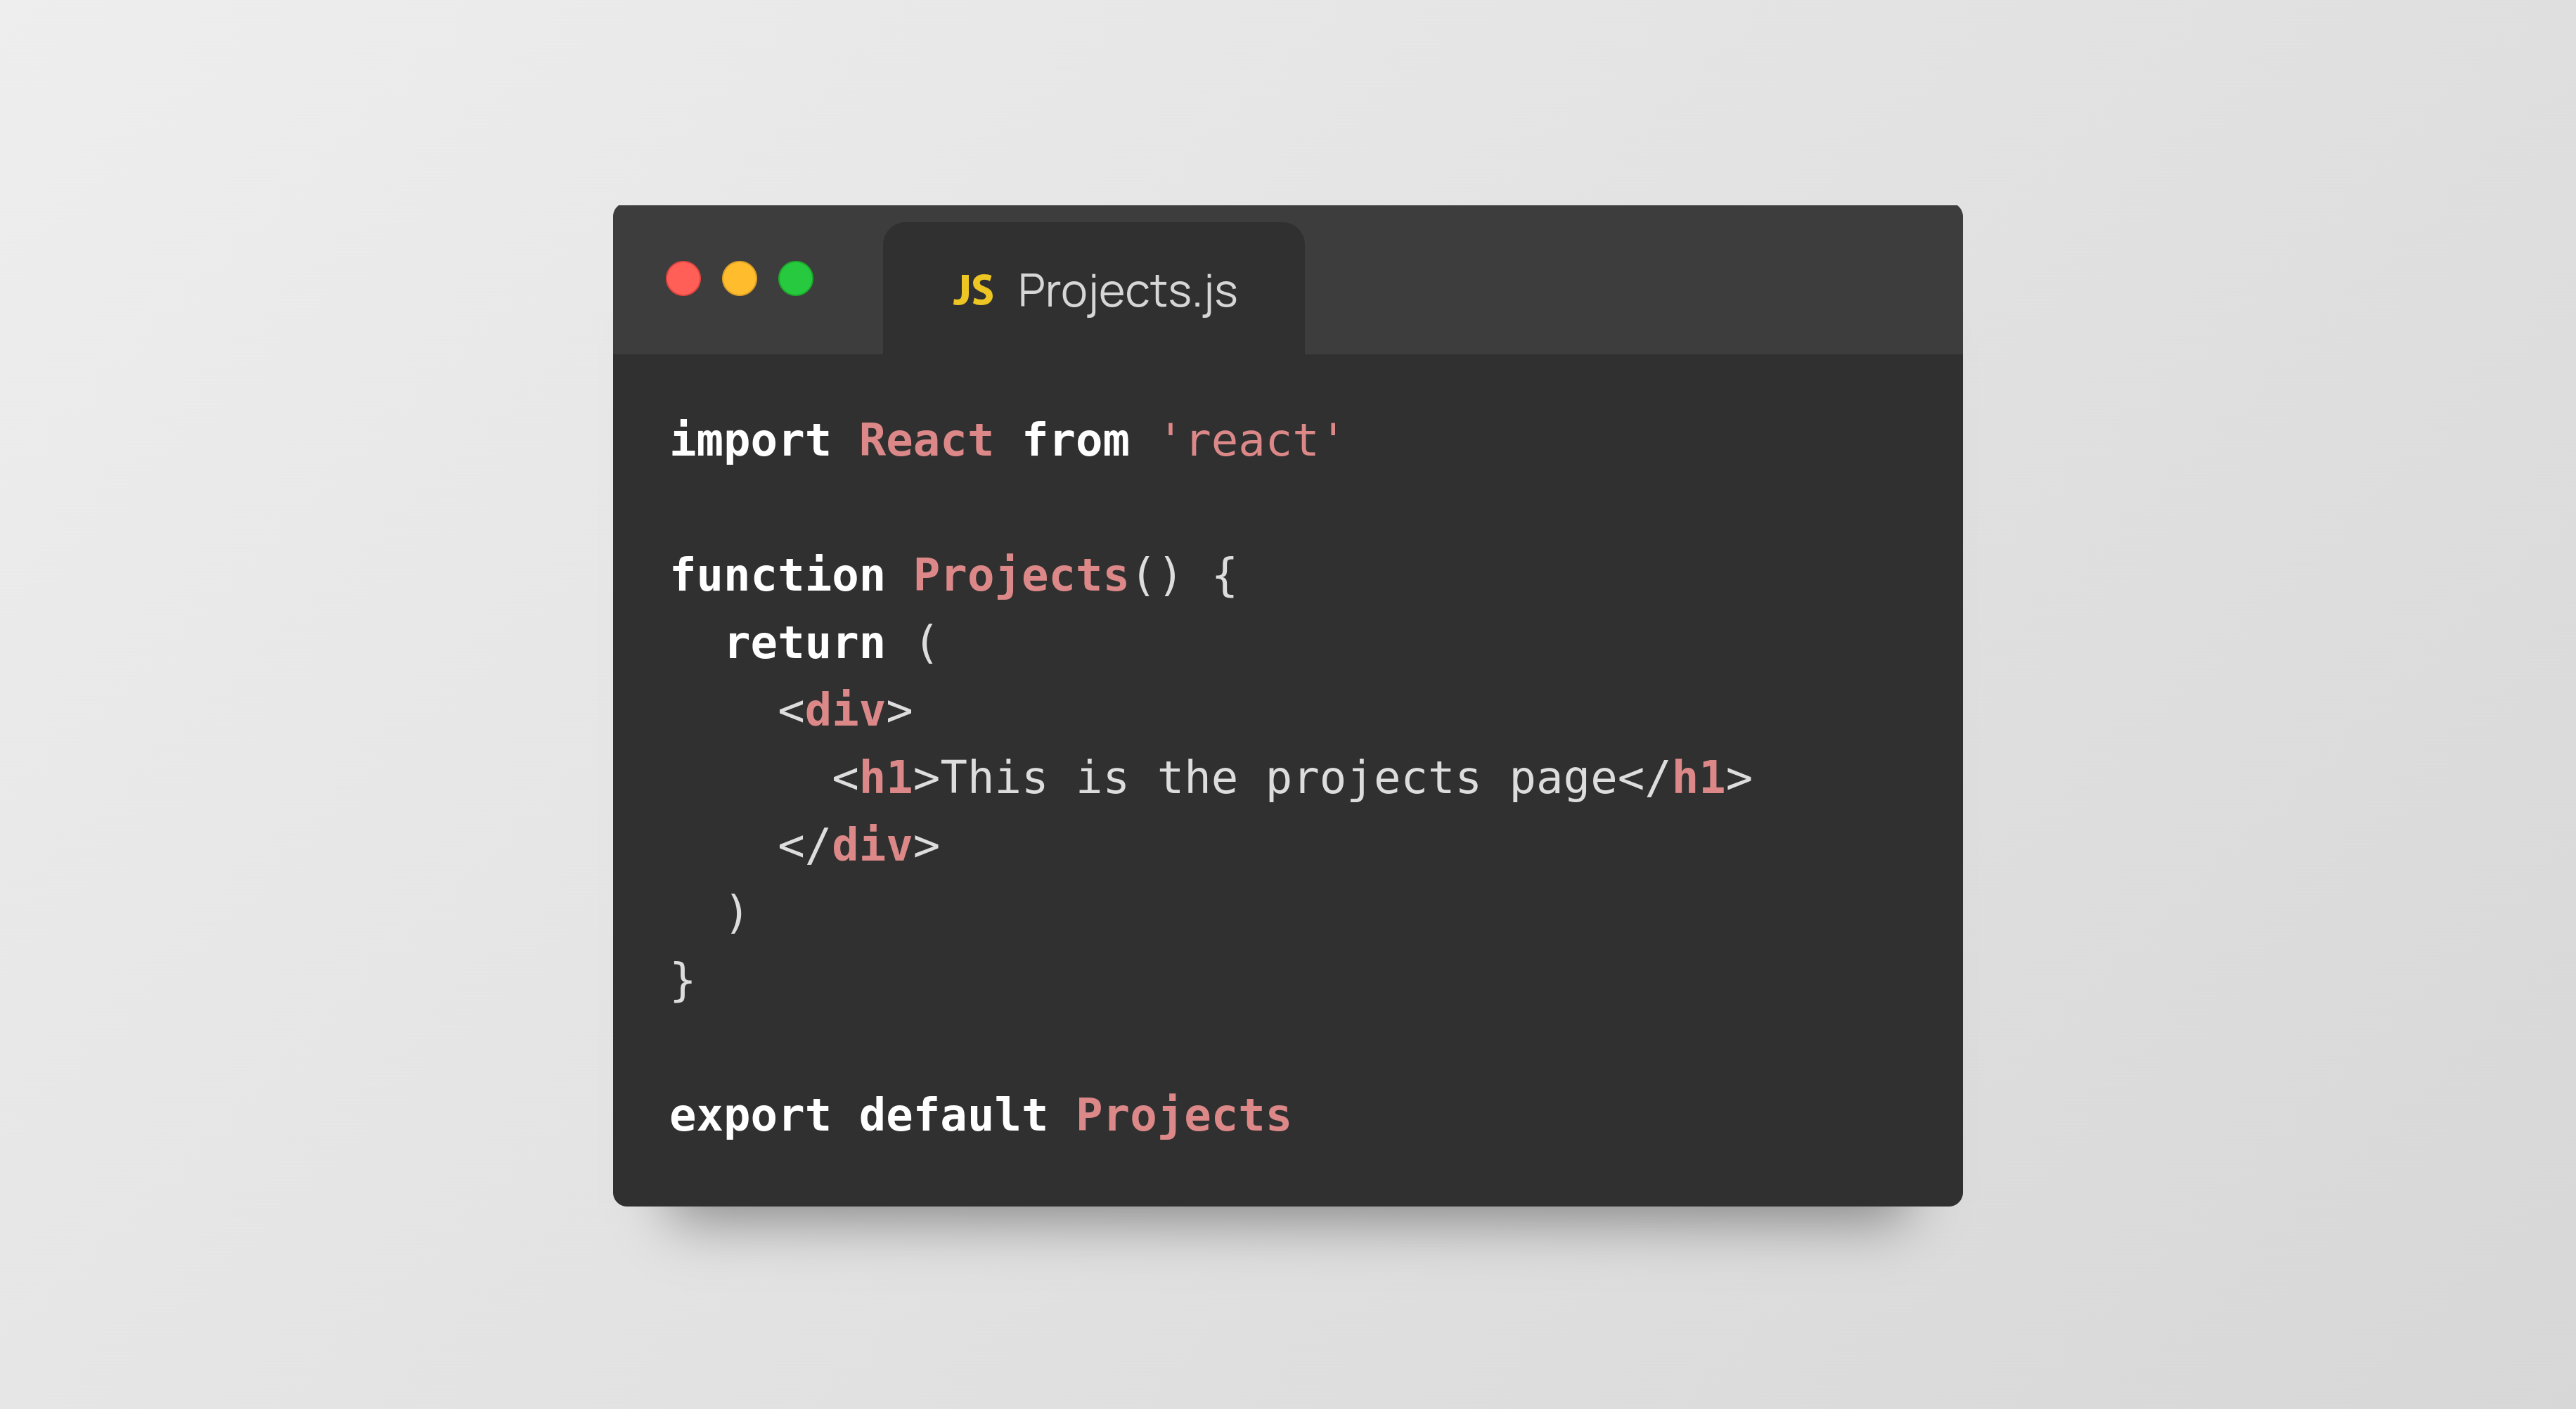 JS Projects.js
import React from 'react'
function Projects() {
  return (
    <div>
      <h1>This is the projects page</h1>
    </div>
  )
}
export default Projects